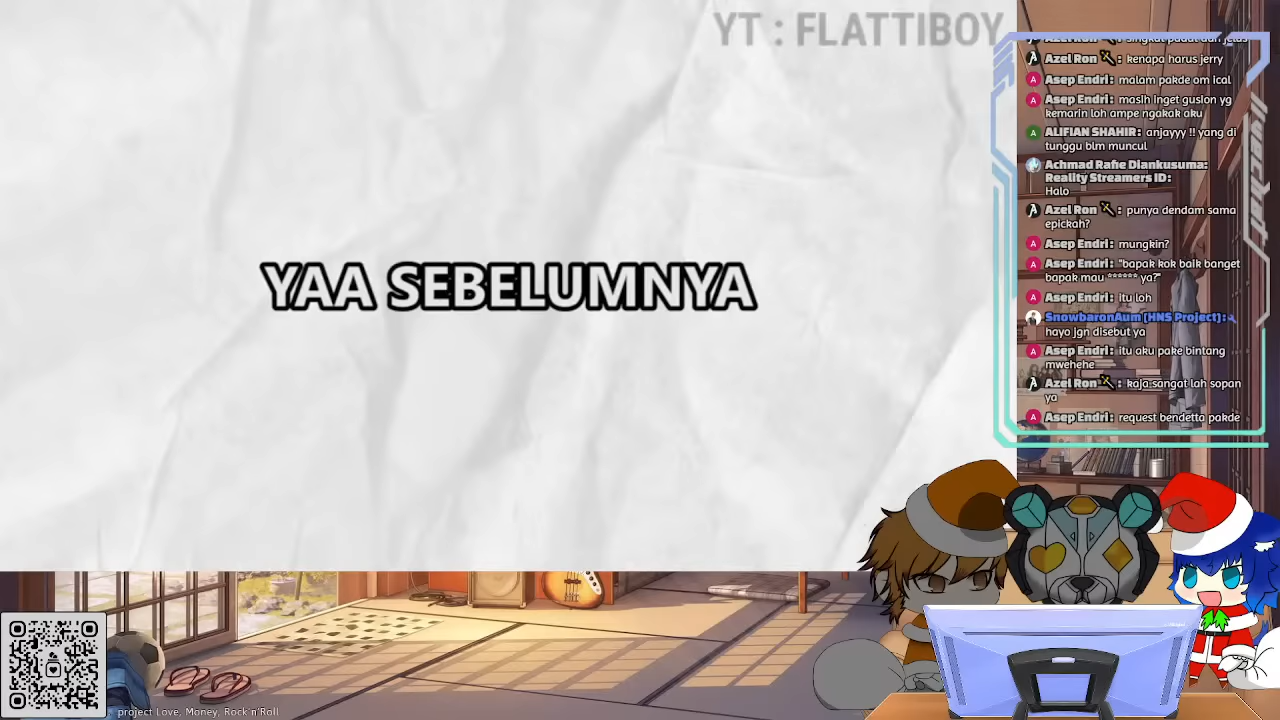 YT : FLATTIBOY
YAA SEBELUMNYA
Azel Ron : kenapa harus jerry
Asep Endri : malam pakde om ical
Asep Endri : masih inget gusion yg
kemarin loh ampe ngakak aku
ALIFIAN SHAHIR : anjayyy !! yang di
tunggu blm muncul
Achmad Rafie Diankusuma:
Reality Streamers ID :
Halo
Azel Ron : punya dendam sama
epickah?
Asep Endri : mungkin?
Asep Endri : "bapak kok baik banget
bapak mau ****** ya?"
Asep Endri : itu loh
SnowbaronAum [HNS Project] :
hayo jgn disebut ya
Asep Endri : itu aku pake bintang
mwehehe
Azel Ron : kaja sangat lah sopan
ya
Asep Endri : request bendetta pakde
project Love, Money, Rock'n'Roll